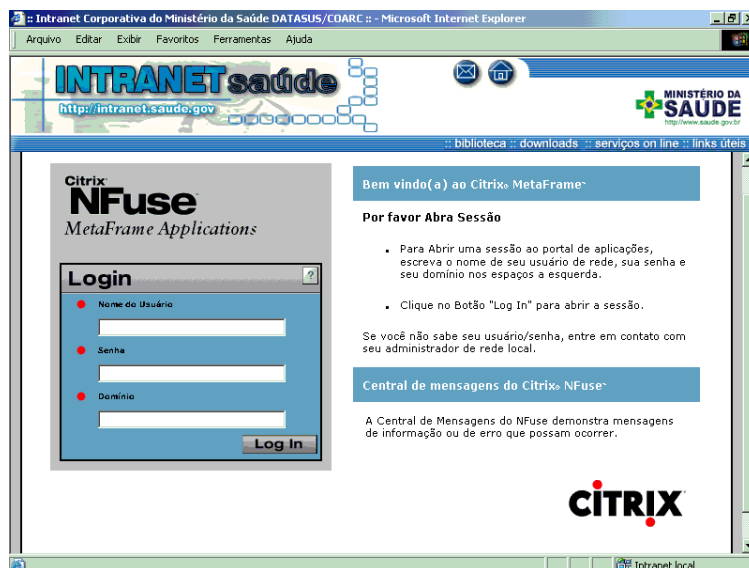 :: Intranet Corporativa do Ministério da Saúde DATASUS/COARC :: - Microsoft Internet Explorer
Arquivo Editar Exibir Favoritos Ferramentas Ajuda
INTRANET saúde
http://intranet.saude.gov
MINISTÉRIO DA
SAÚDE
http://www.saude.gov.br
:: biblioteca :: downloads :: serviços on line :: links úteis
Citrix
NFuse
MetaFrame Applications
Login
?
Nome do Usuário
Senha
Domínio
Log In
Bem vindo(a) ao Citrix® MetaFrame™
Por favor Abra Sessão
• Para Abrir uma sessão ao portal de aplicações,
escreva o nome de seu usuário de rede, sua senha e
seu domínio nos espaços a esquerda.
• Clique no Botão "Log In" para abrir a sessão.
Se você não sabe seu usuário/senha, entre em contato com
seu administrador de rede local.
Central de mensagens do Citrix® NFuse™
A Central de Mensagens do NFuse demonstra mensagens
de informação ou de erro que possam ocorrer.
CITRIX
Intranet local